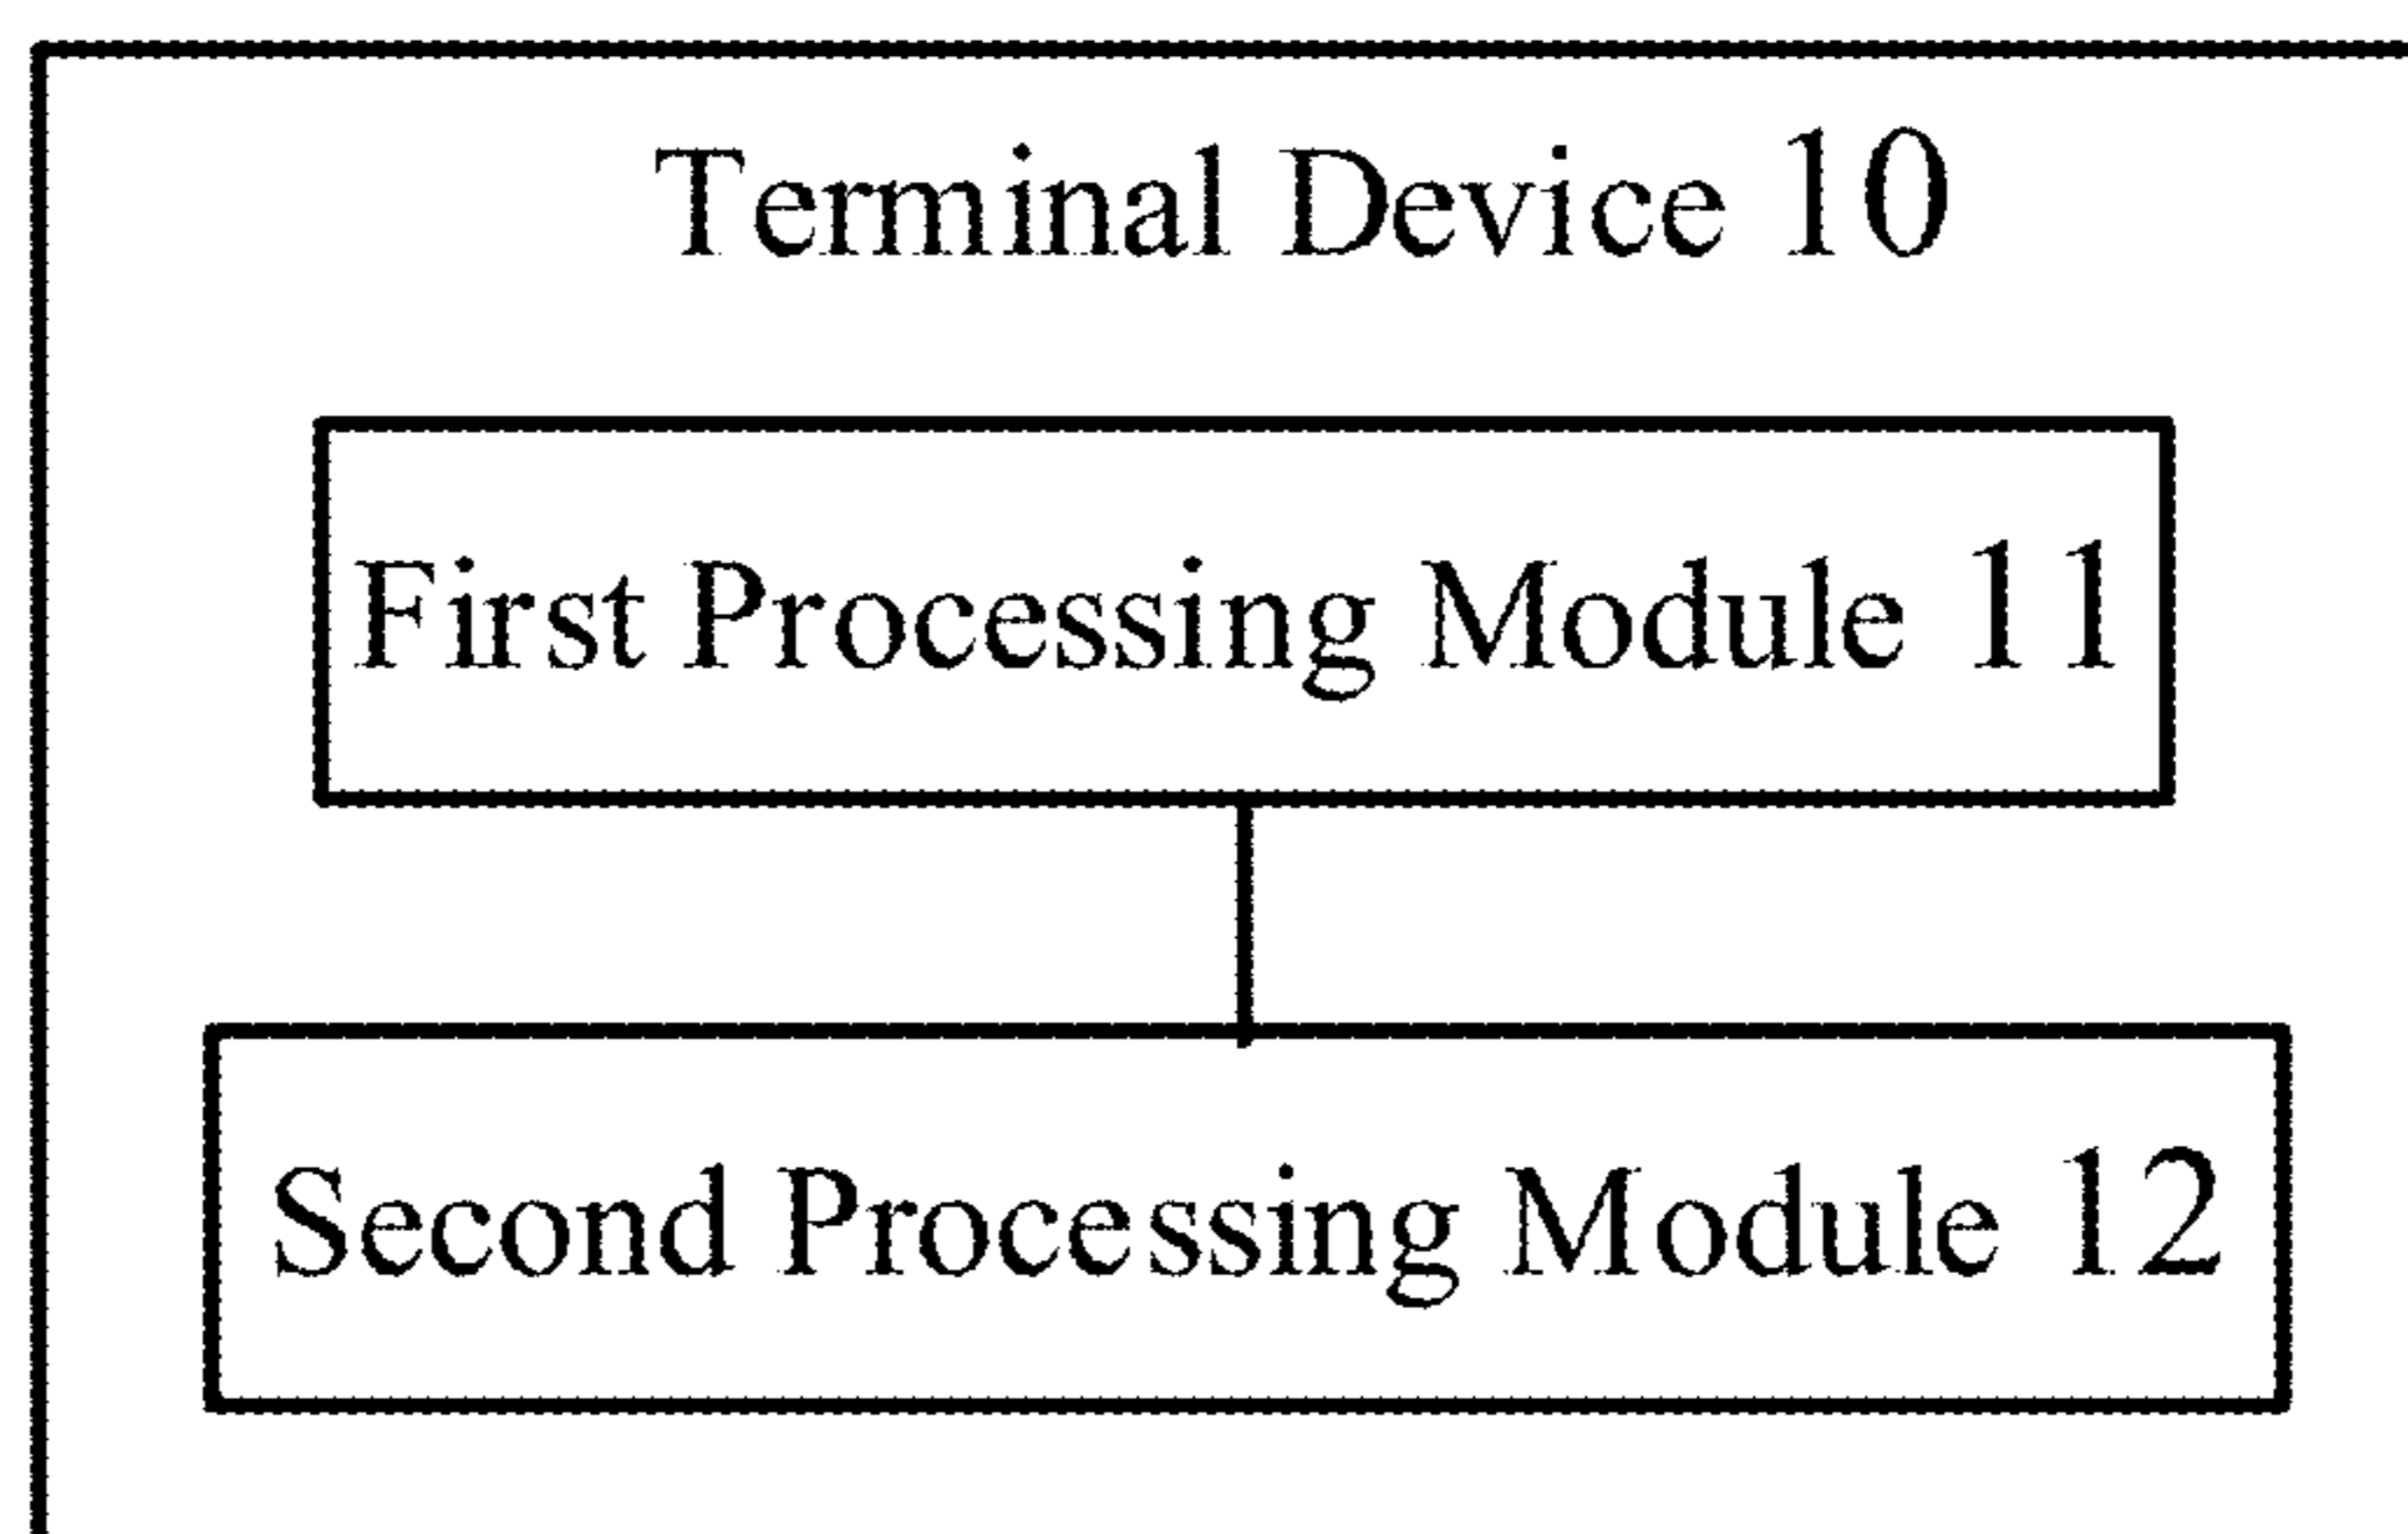 Terminal Device 10
First Processing Module 11
Second Processing Module 12